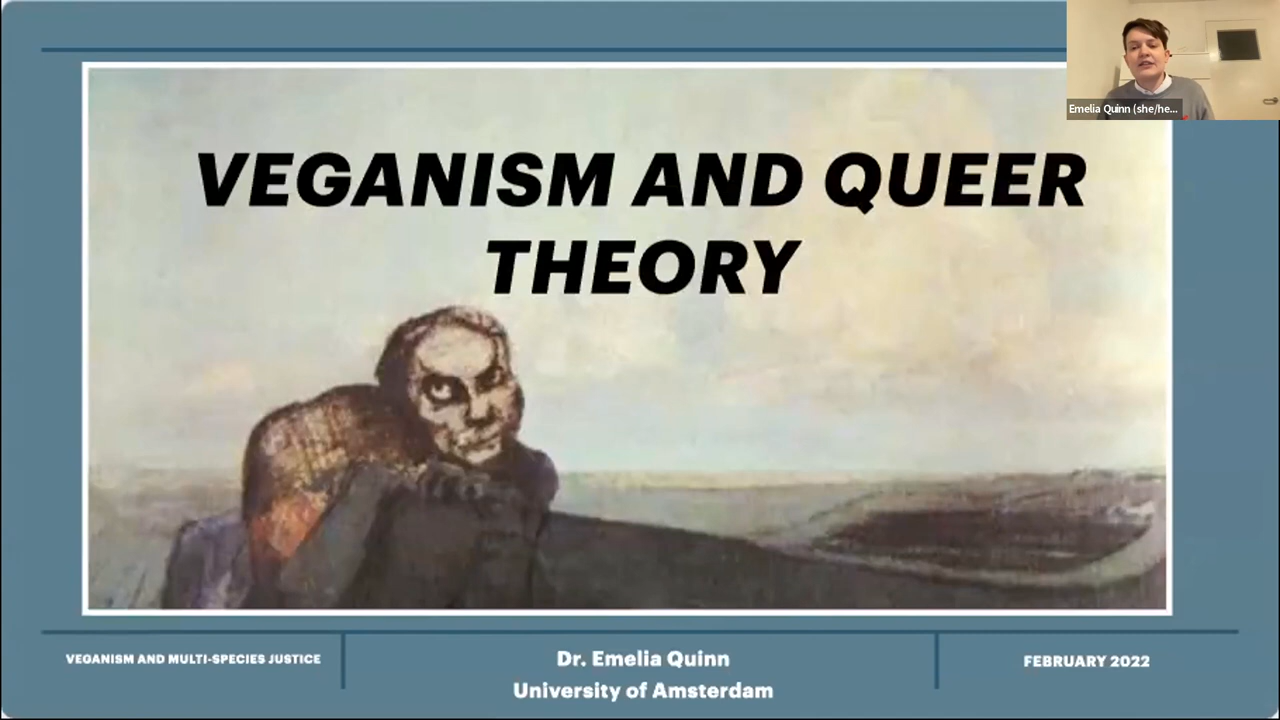 Emelia Quinn (she/he...
VEGANISM AND QUEER
THEORY
VEGANISM AND MULTI-SPECIES JUSTICE
Dr. Emelia Quinn
University of Amsterdam
FEBRUARY 2022